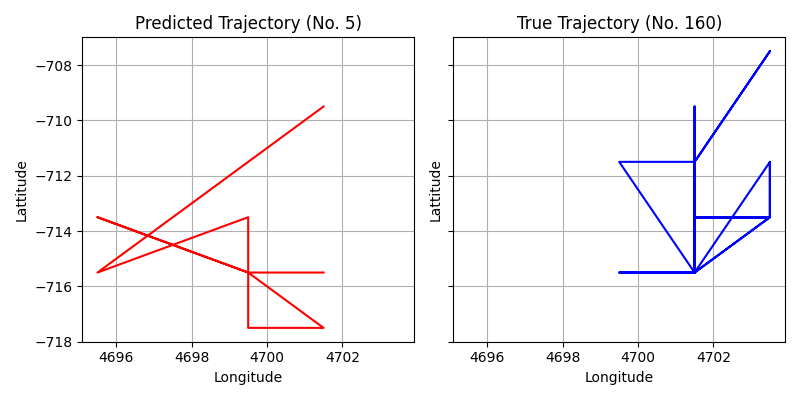 Predicted Trajectory (No. 5)
True Trajectory (No. 160)
Lattitude
−708
−710
−712
−714
−716
−718
4696
4698
4700
4702
Longitude
Lattitude
4696
4698
4700
4702
Longitude